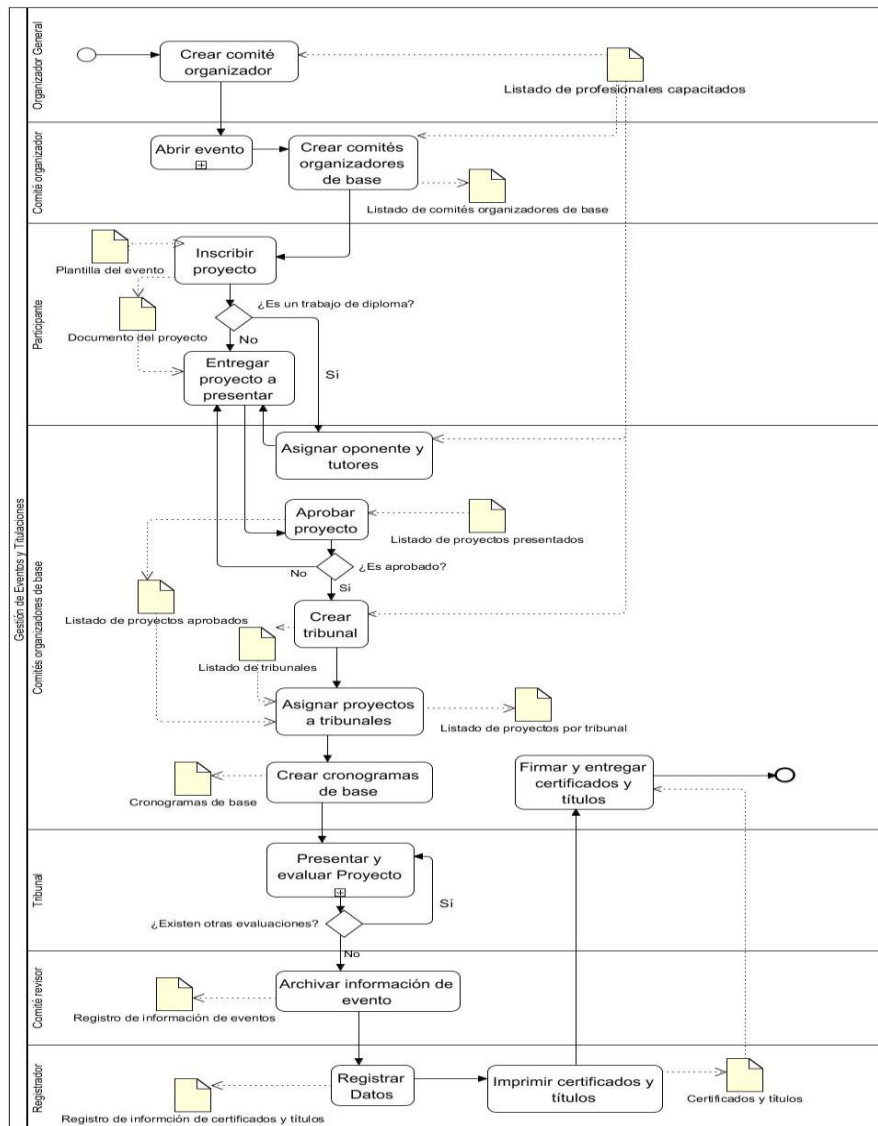 Gestión de Eventos y Titulaciones
Organizador General
Crear comité
organizador
Listado de profesionales capacitados
Comité organizador
Abrir evento
Crear comités
organizadores
de base
Listado de comités organizadores de base
Participante
Inscribir
proyecto
Plantilla del evento
¿Es un trabajo de diploma?
Documento del proyecto
No
Sí
Entregar
proyecto a
presentar
Comités organizadores de base
Asignar oponente y
tutores
Aprobar
proyecto
Listado de proyectos presentados
¿Es aprobado?
No
Sí
Listado de proyectos aprobados
Crear
tribunal
Listado de tribunales
Asignar proyectos
a tribunales
Listado de proyectos por tribunal
Crear cronogramas
de base
Cronogramas de base
Firmar y entregar
certificados y
títulos
Tribunal
Presentar y
evaluar Proyecto
Sí
¿Existen otras evaluaciones?
No
Comité revisor
Archivar información de
evento
Registro de información de eventos
Registrador
Registrar
Datos
Imprimir certificados y
títulos
Certificados y títulos
Registro de informción de certificados y títulos